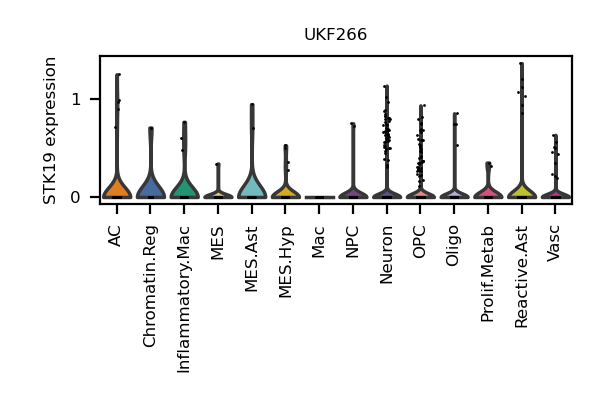 UKF266
STK19 expression
1
0
AC
Chromatin.Reg
Inflammatory.Mac
MES
MES.Ast
MES.Hyp
Mac
NPC
Neuron
OPC
Oligo
Prolif.Metab
Reactive.Ast
Vasc